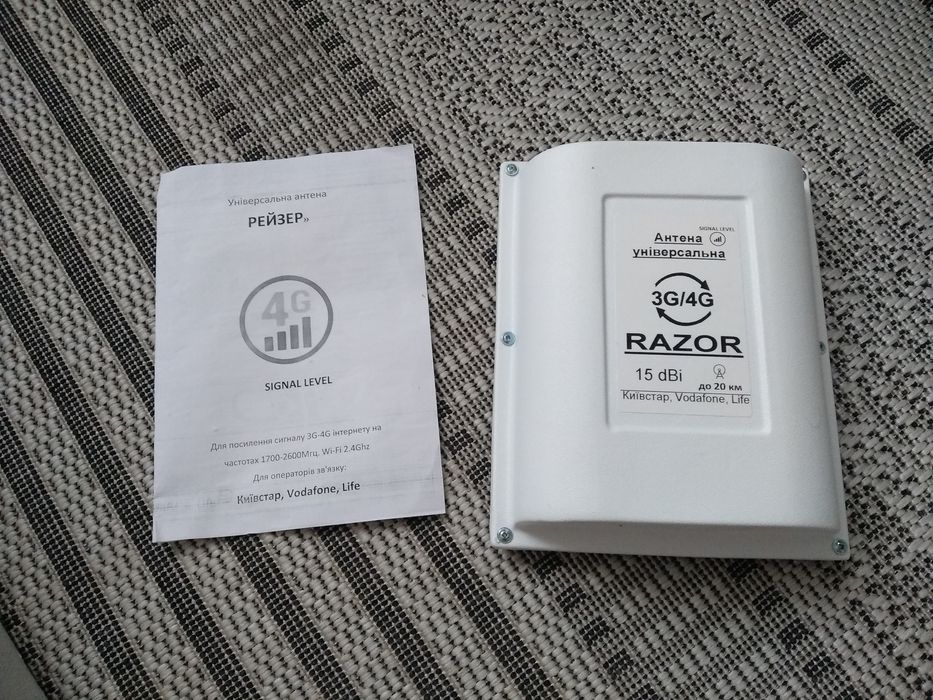 Універсальна антена
РЕЙЗЕР»
4G
SIGNAL LEVEL
Для посилення сигналу 3G-4G інтернету на
частотах 1700-2600Мгц. Wi-Fi 2.4Ghz
Для операторів зв'язку:
Київстар, Vodafone, Life
SIGNAL LEVEL
Антена
універсальна
3G/4G
RAZOR
15 dBi
до 20 км
Київстар, Vodafone, Life